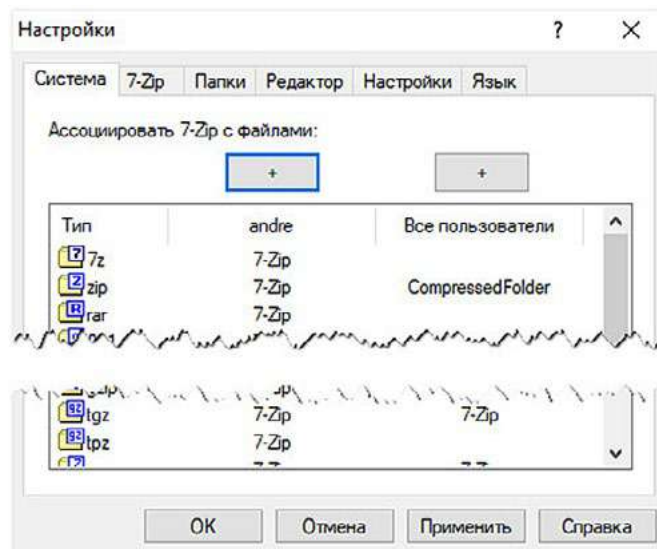 Настройки ?
Система 7-Zip Папки Редактор Настройки Язык
Ассоциировать 7-Zip с файлами:
+ +
Тип andre Все пользователи
7z 7-Zip
zip 7-Zip CompressedFolder
rar 7-Zip
tgz 7-Zip 7-Zip
tpz 7-Zip
OK Отмена Применить Справка